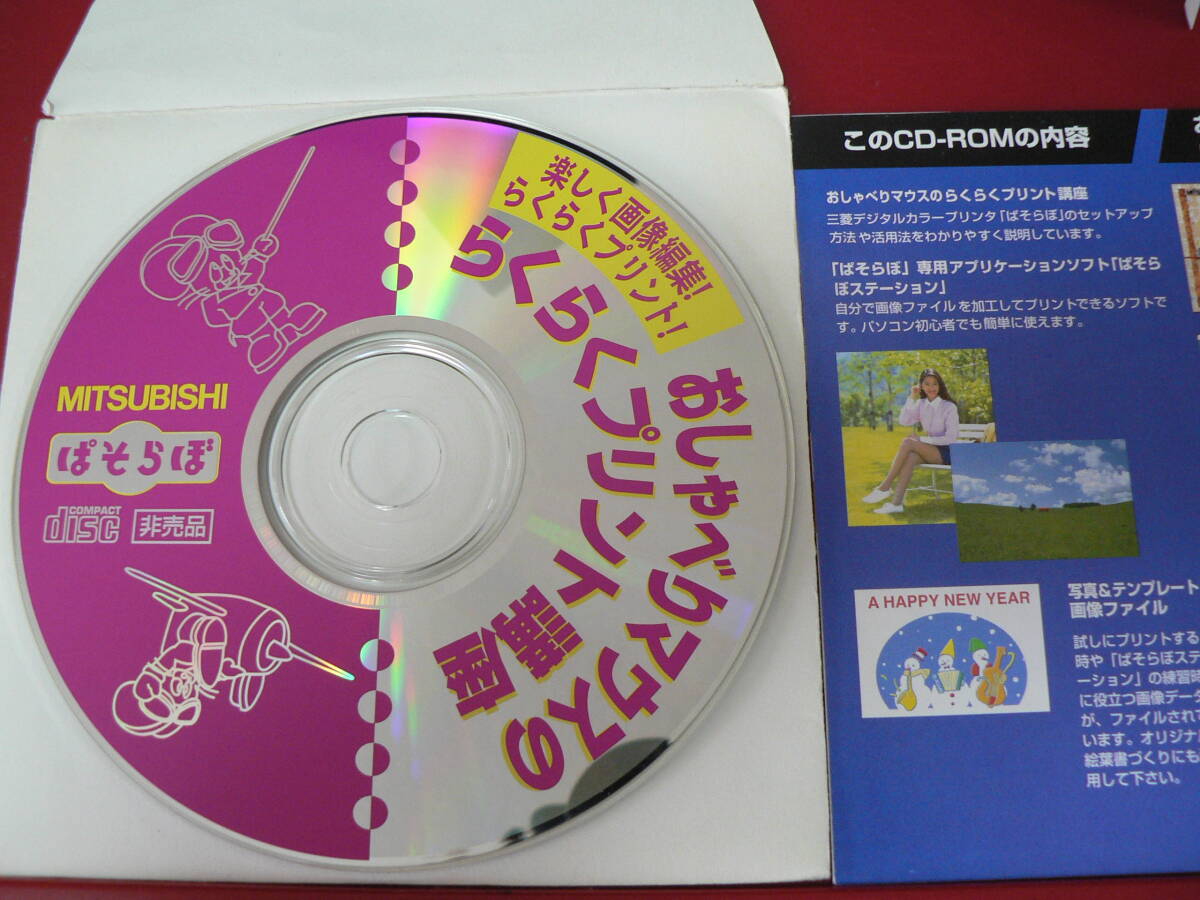 楽しく画像編集!
らくらくプリント!
おしゃべりマウスの
らくらくプリント講座
MITSUBISHI
ぱそらぼ
COMPACT
disc
非売品
このCD-ROMの内容
おしゃべりマウスのらくらくプリント講座
三菱デジタルカラープリンタ「ぱそらぼ」のセットアップ
方法や活用法をわかりやすく説明しています。
「ぱそらぼ」専用アプリケーションソフト「ぱそら
ぼステーション」
自分で画像ファイルを加工してプリントできるソフトで
す。パソコン初心者でも簡単に使えます。
A HAPPY NEW YEAR
写真&テンプレート
画像ファイル
試しにプリントする
時や「ぱそらぼステ
ーション」の練習時
に役立つ画像データ
が、ファイルされて
います。オリジナル
絵葉書づくりにも
用して下さい。